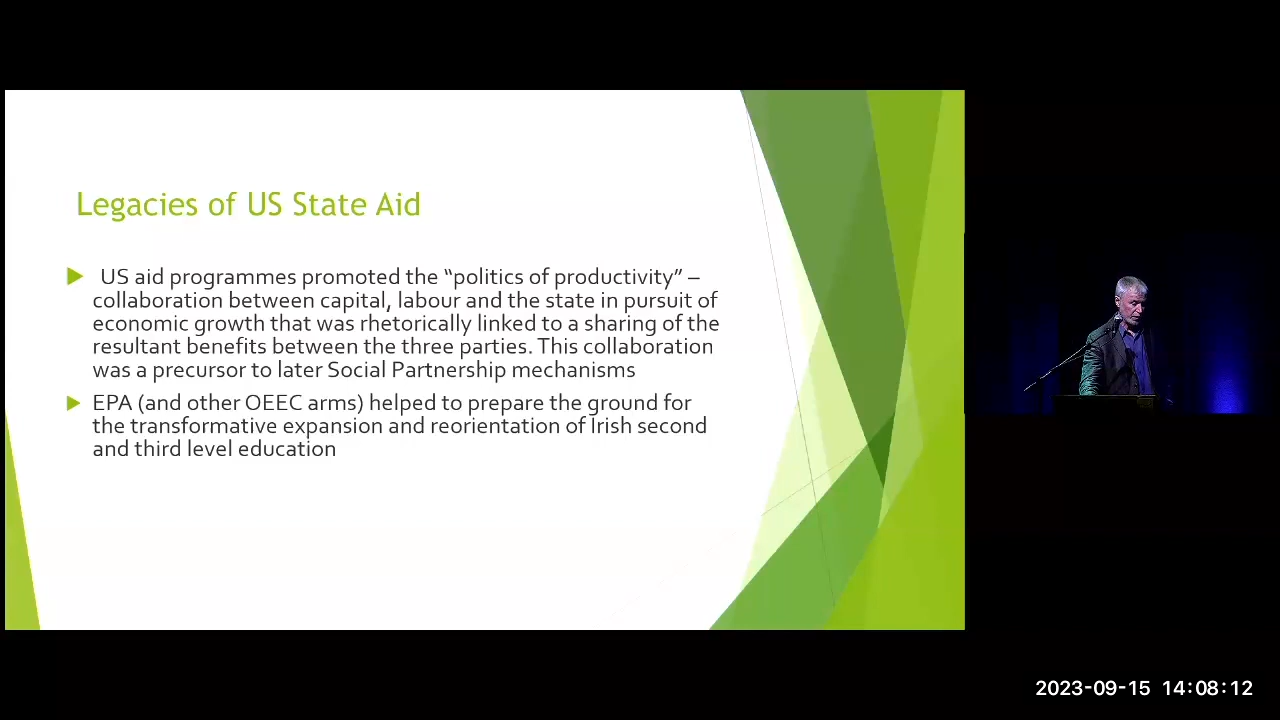 Legacies of US State Aid
US aid programmes promoted the “politics of productivity” –
collaboration between capital, labour and the state in pursuit of
economic growth that was rhetorically linked to a sharing of the
resultant benefits between the three parties. This collaboration
was a precursor to later Social Partnership mechanisms
EPA (and other OEEC arms) helped to prepare the ground for
the transformative expansion and reorientation of Irish second
and third level education
2023-09-15 14:08:12